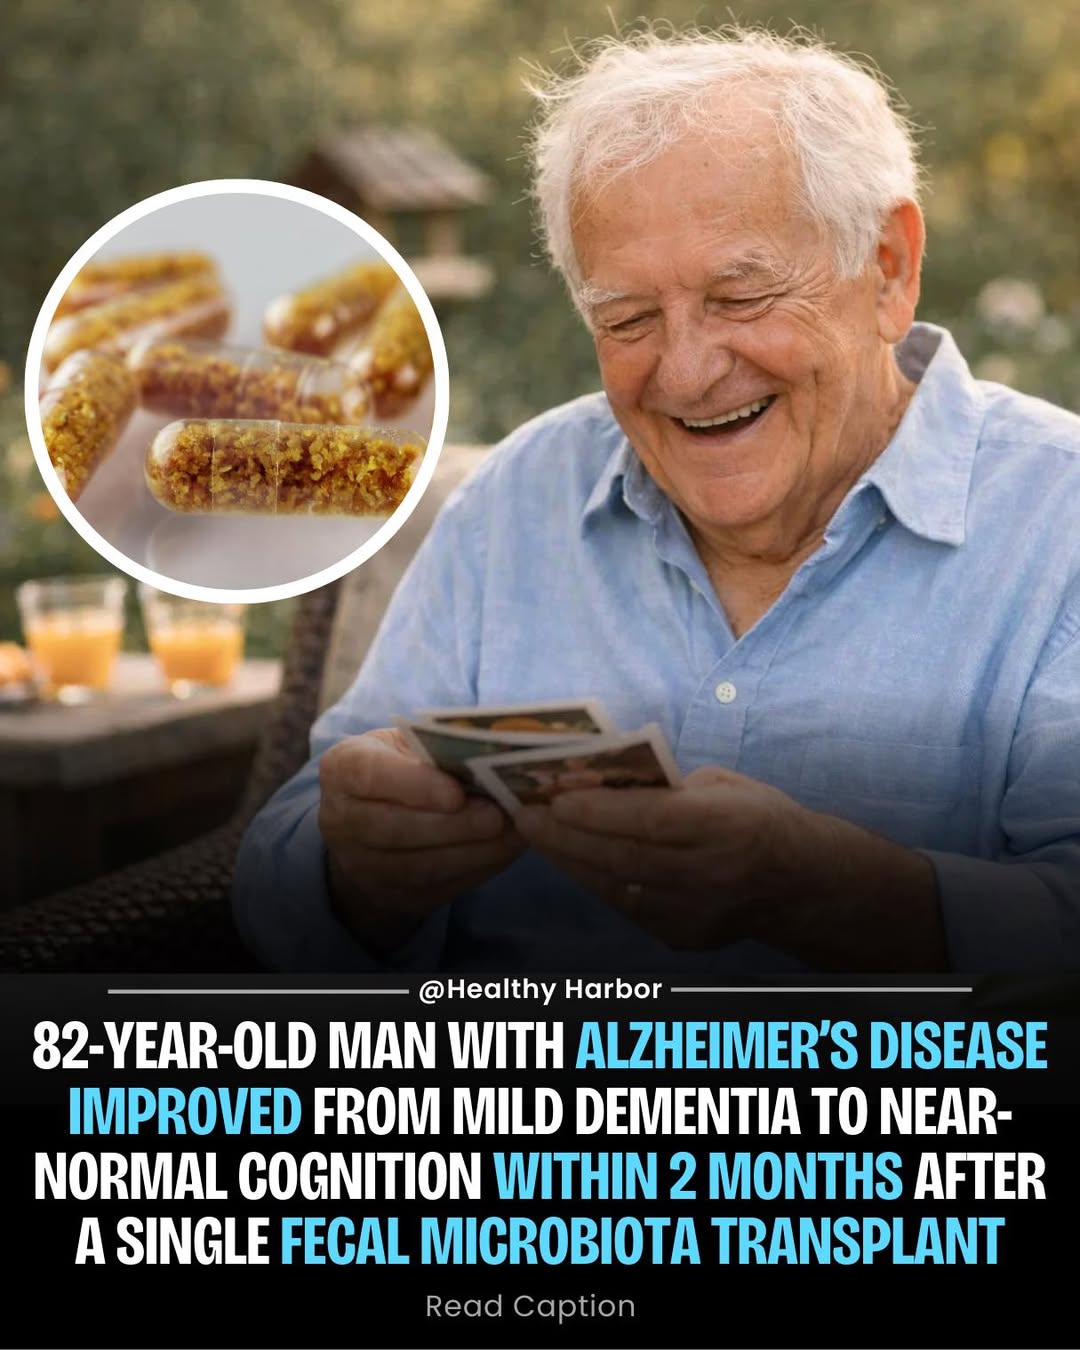 @Healthy Harbor
82-YEAR-OLD MAN WITH ALZHEIMER'S DISEASE
IMPROVED FROM MILD DEMENTIA TO NEAR-
NORMAL COGNITION WITHIN 2 MONTHS AFTER
A SINGLE FECAL MICROBIOTA TRANSPLANT
Read Caption